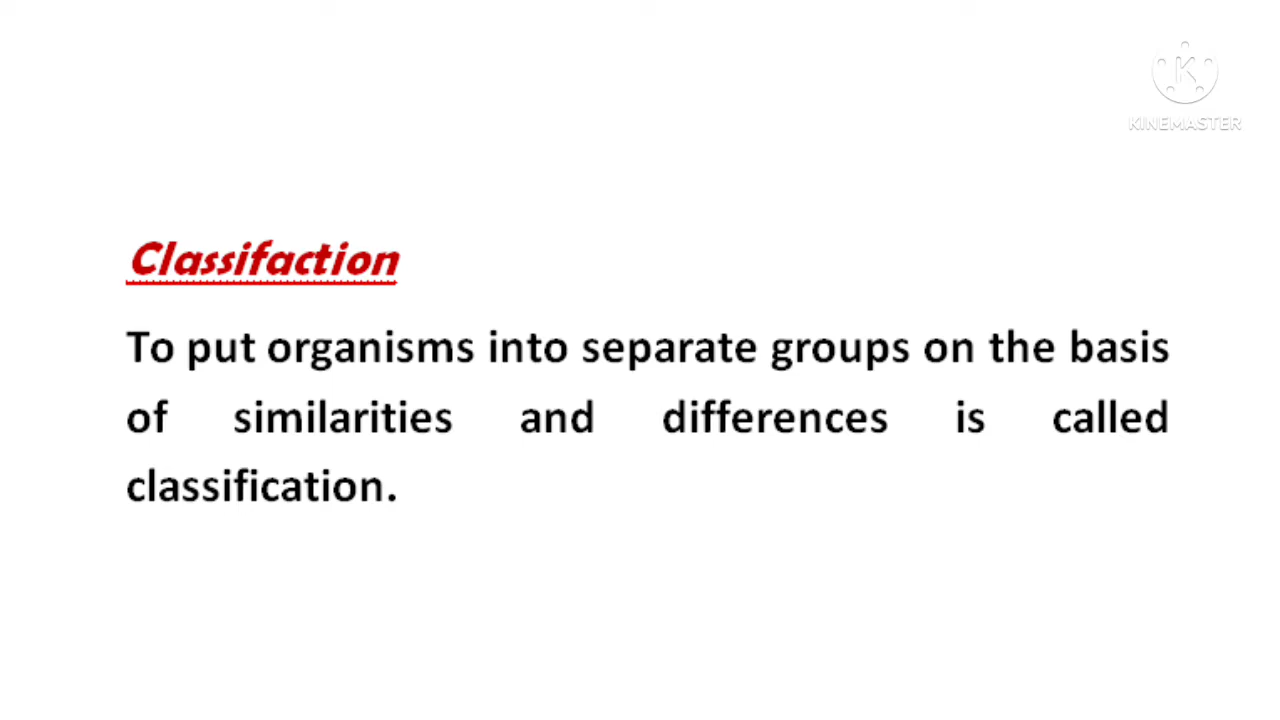 KINEMASTER
Classifaction
To put organisms into separate groups on the basis
of similarities and differences is called
classification.